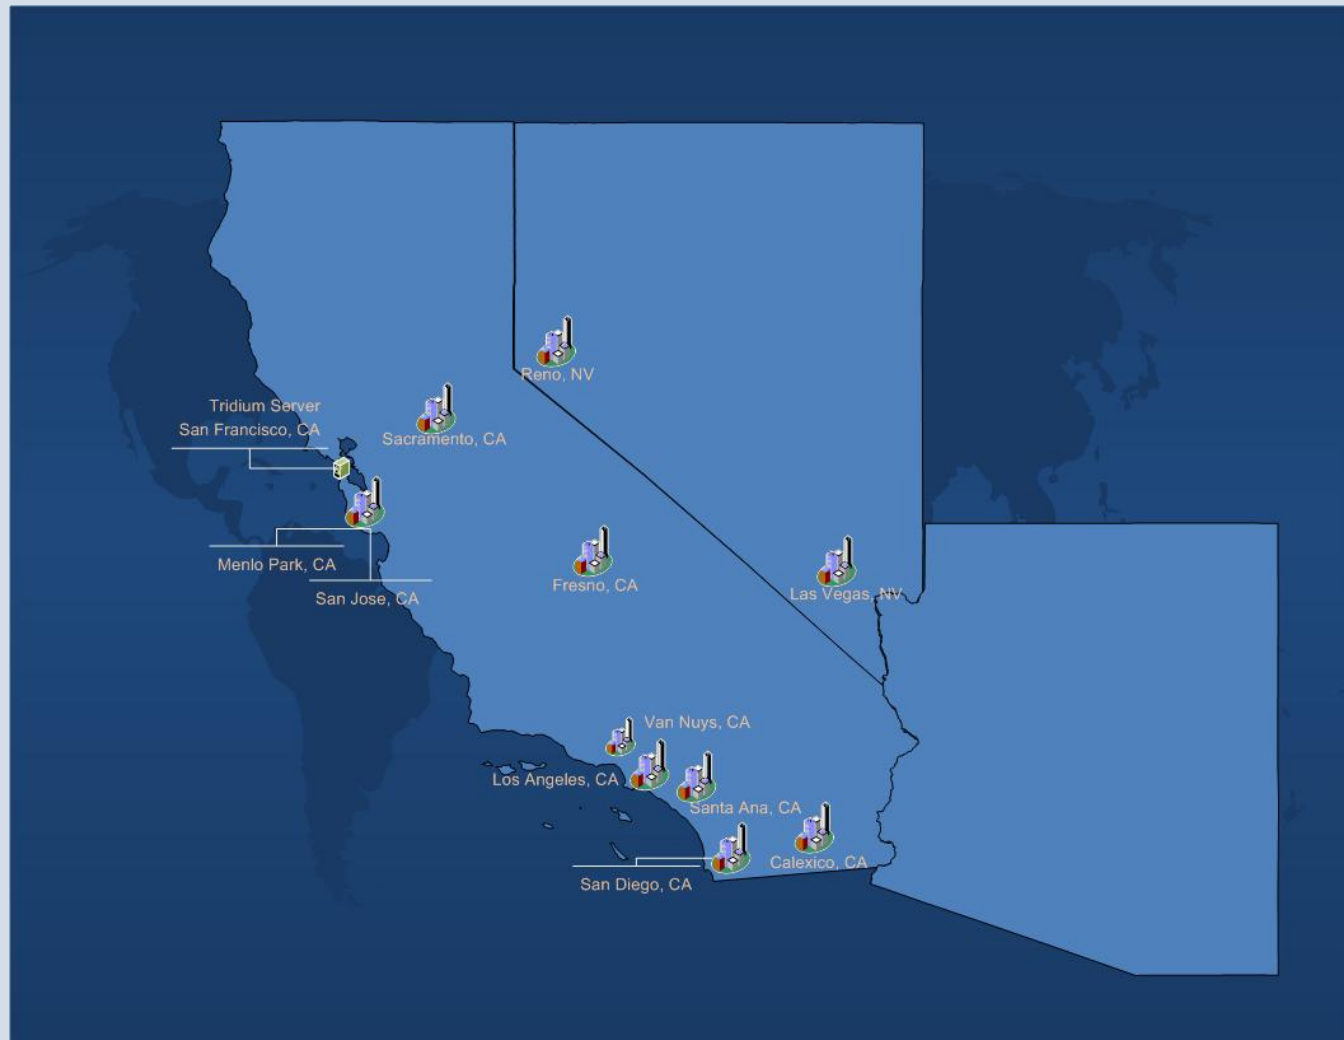 Reno, NV
Tridium Server
San Francisco, CA
Sacramento, CA
Menlo Park, CA
San Jose, CA
Fresno, CA
Las Vegas, NV
Van Nuys, CA
Los Angeles, CA
Santa Ana, CA
Calexico, CA
San Diego, CA